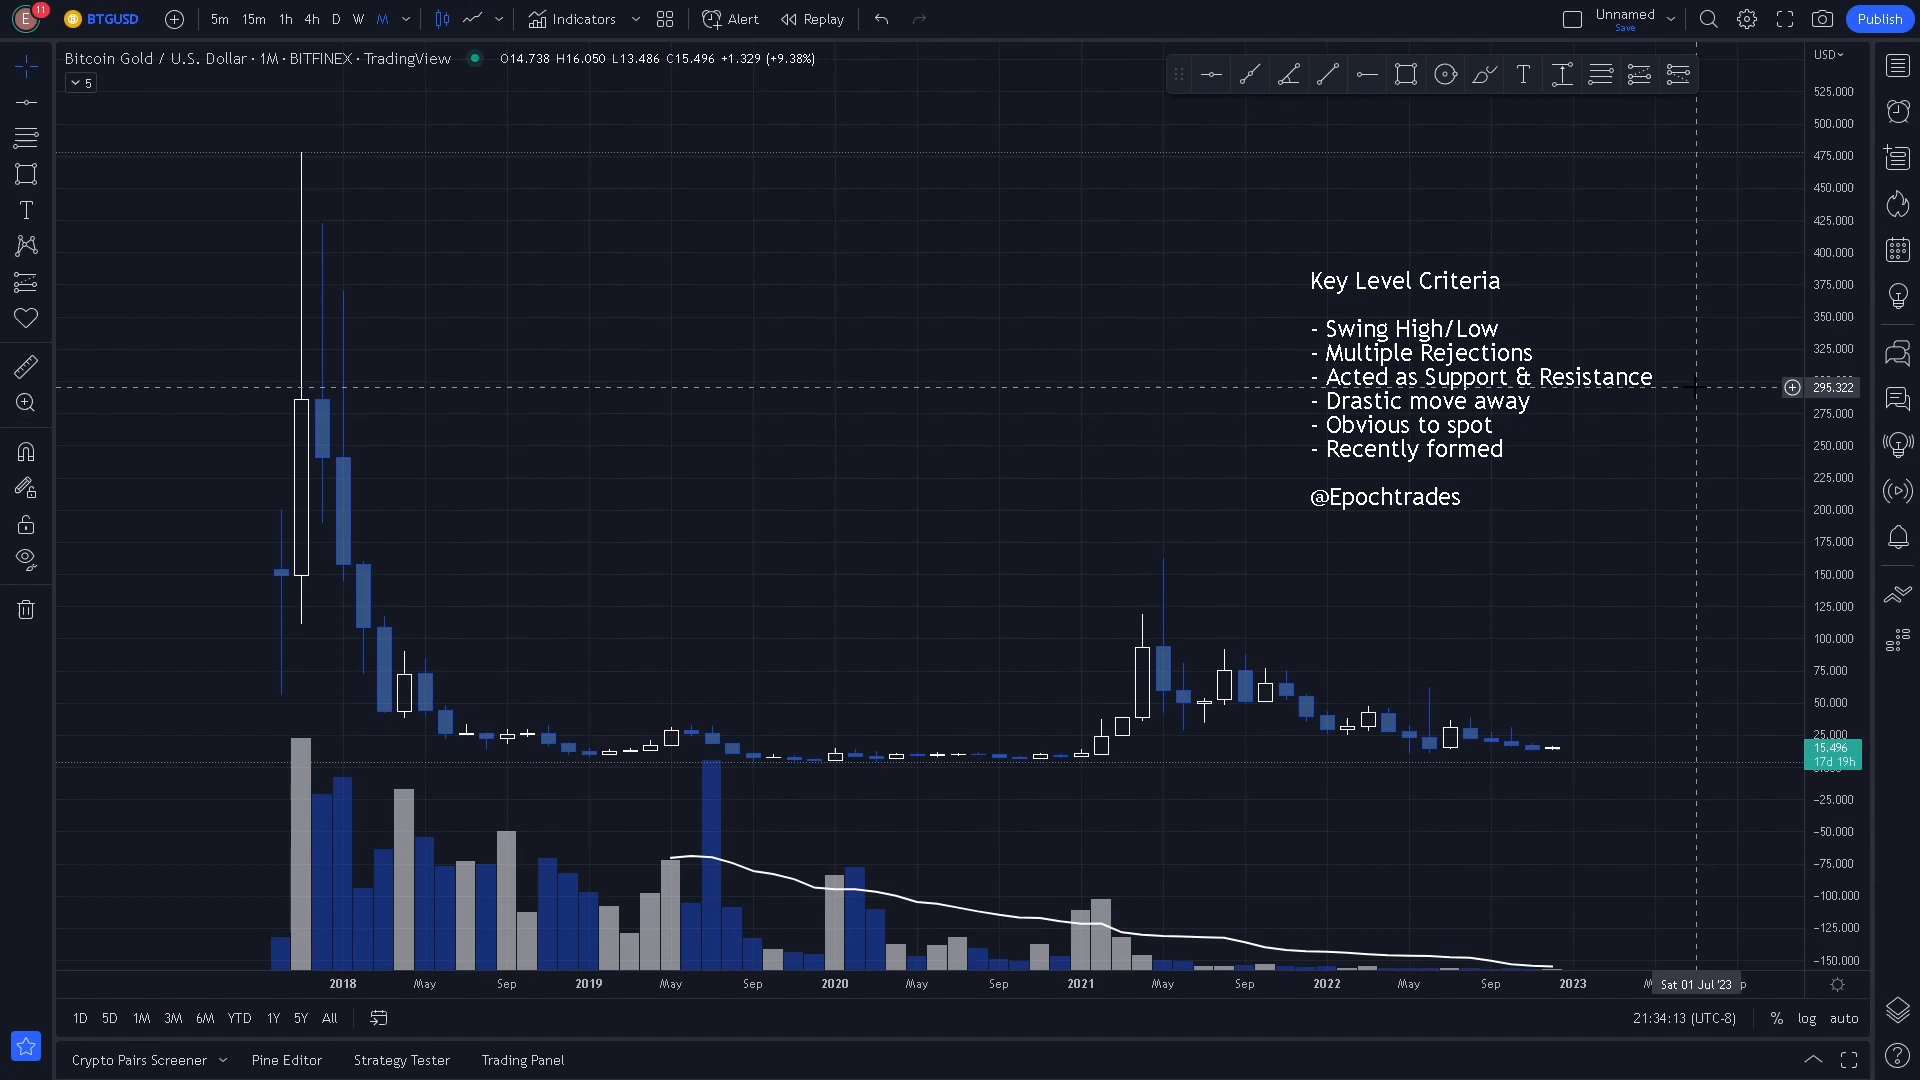 E 11 BTGUSD 5m 15m 1h 4h D W M Indicators Alert Replay Unnamed Save Publish
Bitcoin Gold / U.S. Dollar · 1M · BITFINEX · TradingView O14.738 H16.050 L13.486 C15.496 +1.329 (+9.38%) USD
5
525.000
500.000
475.000
450.000
425.000
400.000
375.000
350.000
325.000
295.322
275.000
250.000
225.000
200.000
175.000
150.000
125.000
100.000
75.000
50.000
25.000
15.496
17d 19h
−25.000
−50.000
−75.000
−100.000
−125.000
−150.000
Key Level Criteria
- Swing High/Low
- Multiple Rejections
- Acted as Support & Resistance
- Drastic move away
- Obvious to spot
- Recently formed
@Epochtrades
2018 May Sep 2019 May Sep 2020 May Sep 2021 May Sep 2022 May Sep 2023 Sat 01 Jul '23
1D 5D 1M 3M 6M YTD 1Y 5Y All 21:34:13 (UTC-8) % log auto
Crypto Pairs Screener Pine Editor Strategy Tester Trading Panel